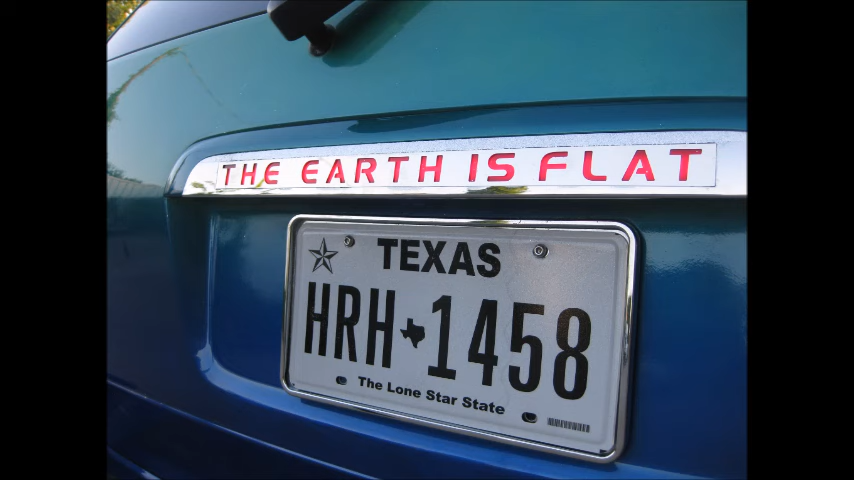 THE EARTH IS FLAT
TEXAS
HRH 1458
The Lone Star State